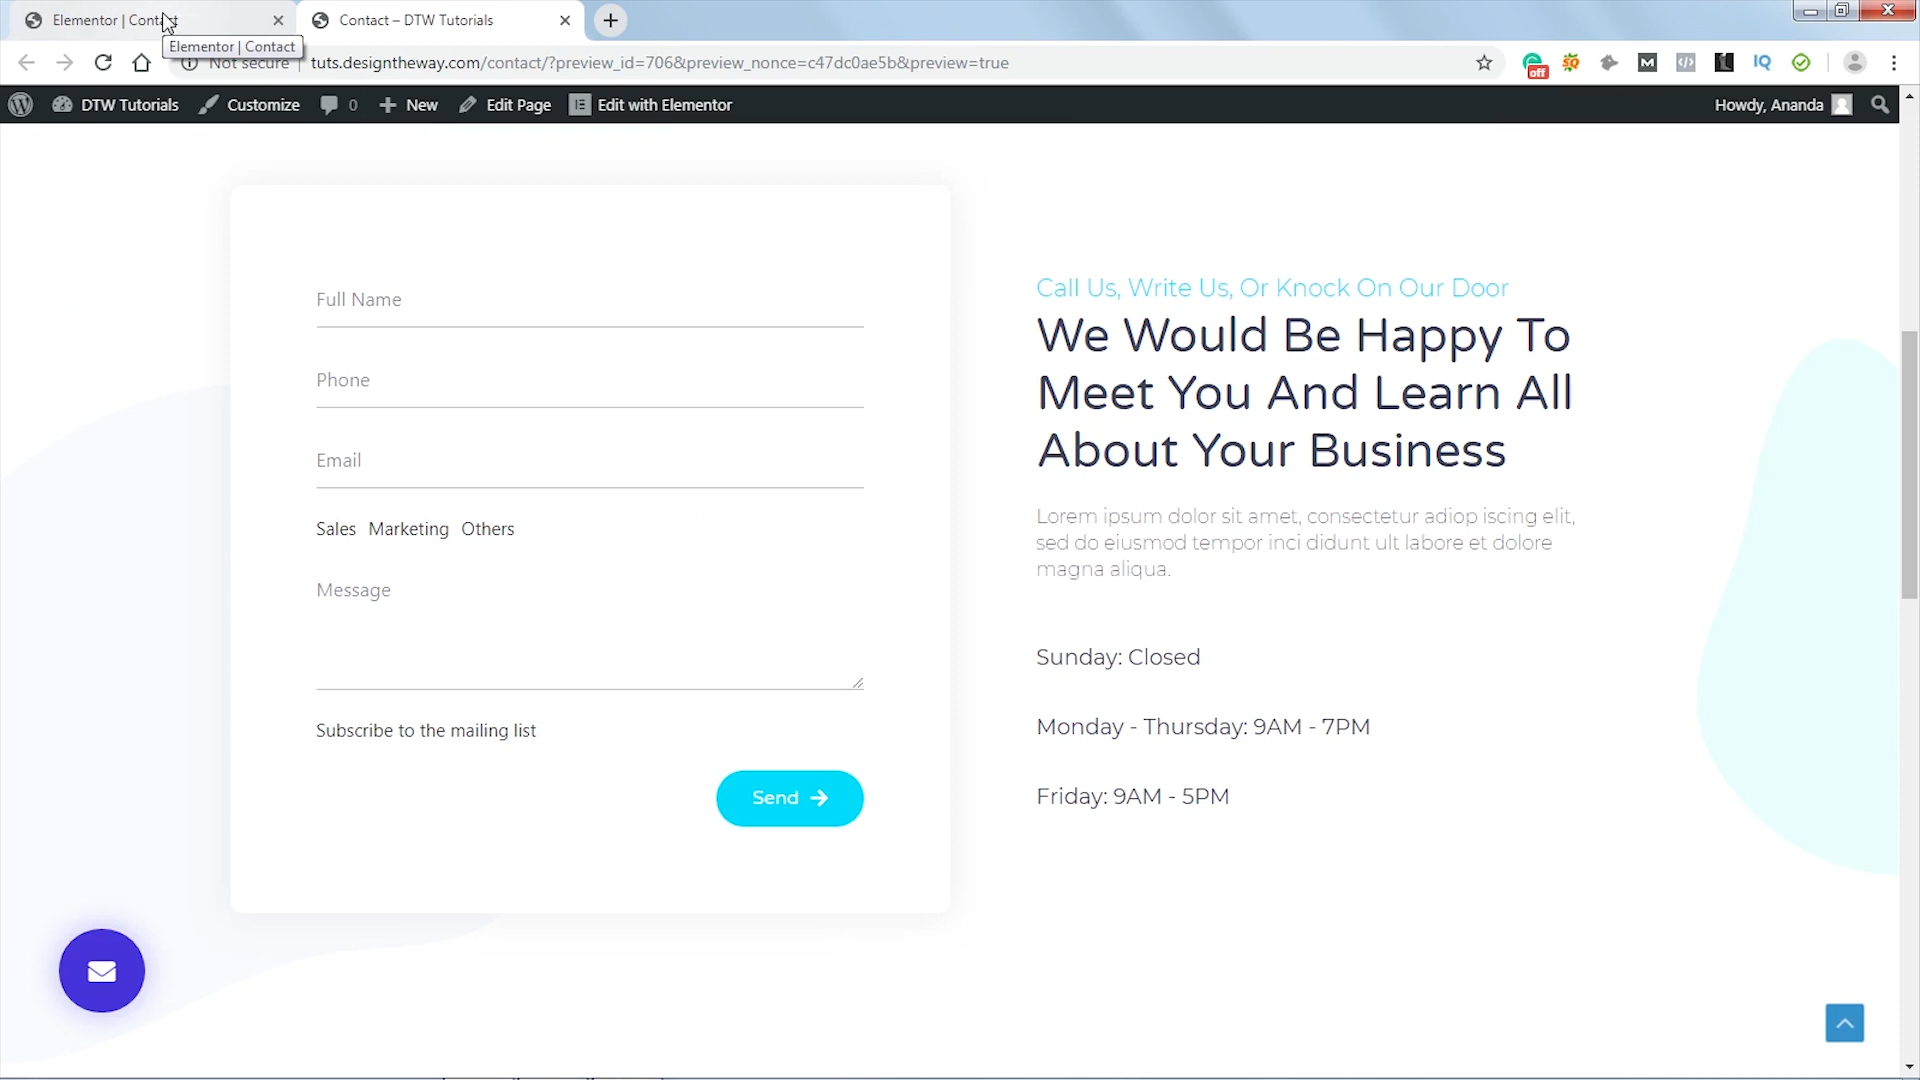 Elementor | Contact
Contact – DTW Tutorials
Elementor | Contact
Not secure
tuts.designtheway.com/contact/?preview_id=706&preview_nonce=c47dc0ae5b&preview=true
off
SQ
M
</>
IQ
DTW Tutorials
Customize
0
New
Edit Page
Edit with Elementor
Howdy, Ananda
Full Name
Phone
Email
Sales Marketing Others
Message
Subscribe to the mailing list
Send
Call Us, Write Us, Or Knock On Our Door
We Would Be Happy To
Meet You And Learn All
About Your Business
Lorem ipsum dolor sit amet, consectetur adiop iscing elit,
sed do eiusmod tempor inci didunt ult labore et dolore
magna aliqua.
Sunday: Closed
Monday - Thursday: 9AM - 7PM
Friday: 9AM - 5PM